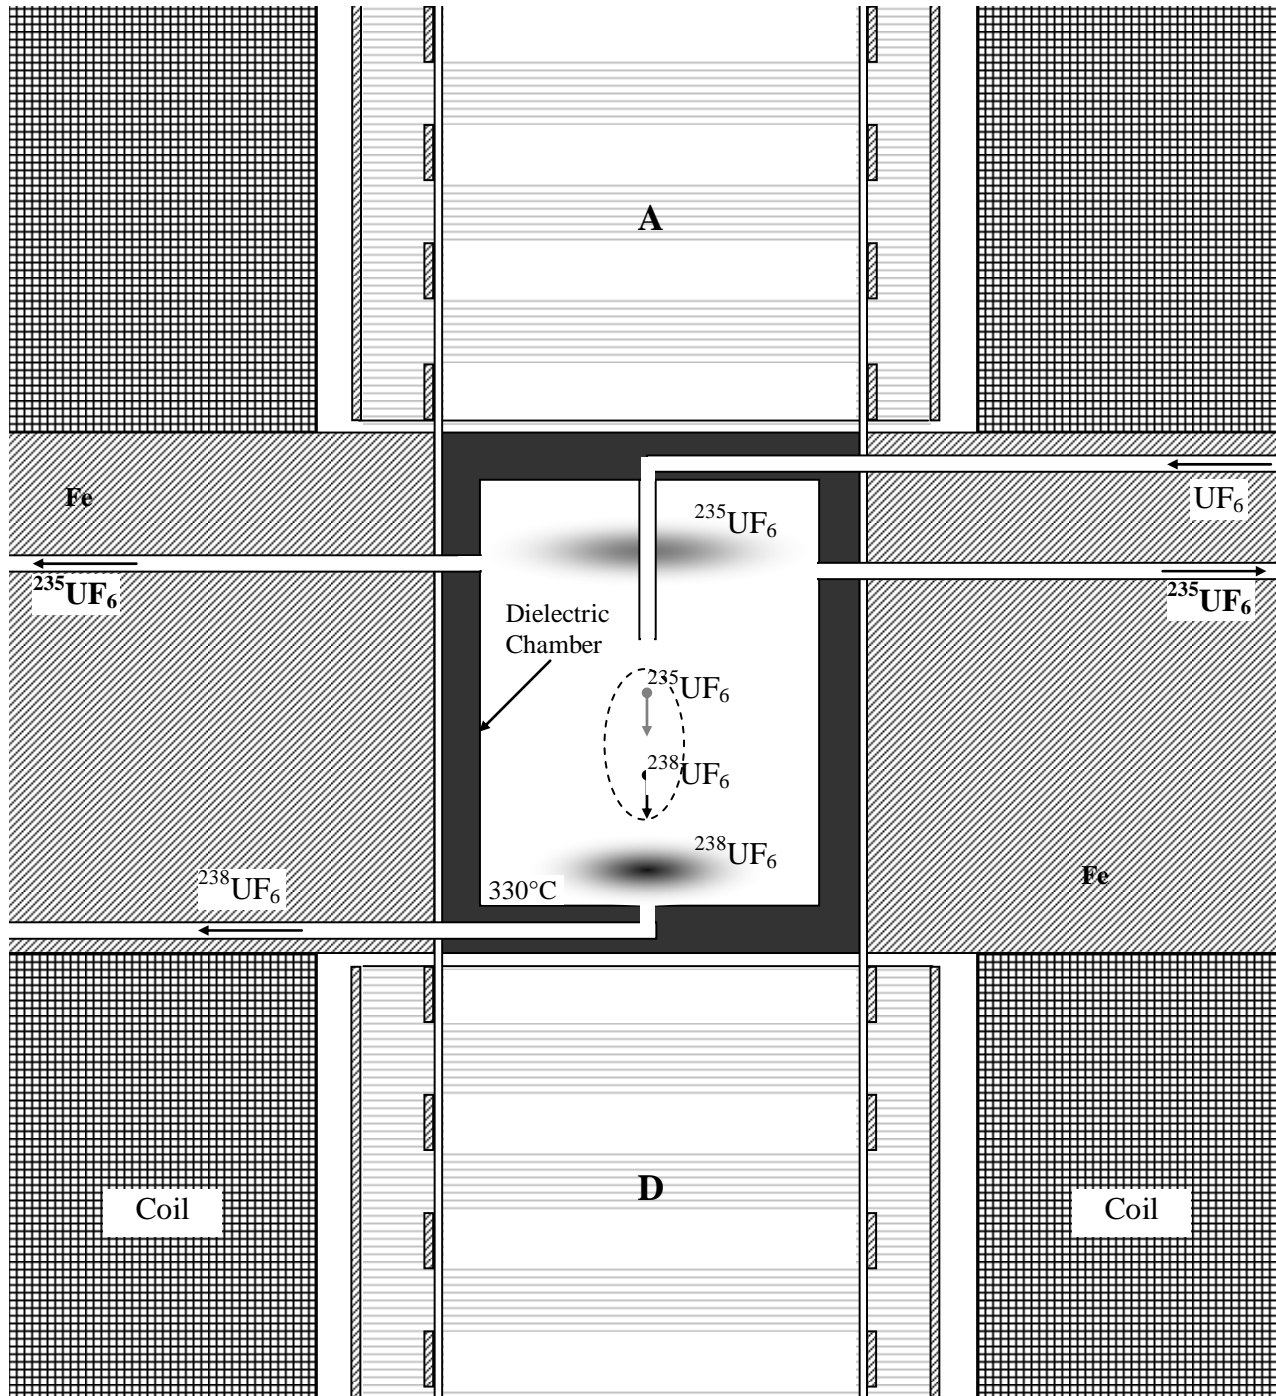 A
Fe
UF₆
²³⁵UF₆
²³⁵UF₆
²³⁵UF₆
Dielectric
Chamber
²³⁵UF₆
²³⁸UF₆
²³⁸UF₆
330°C
²³⁸UF₆
Fe
D
Coil
Coil